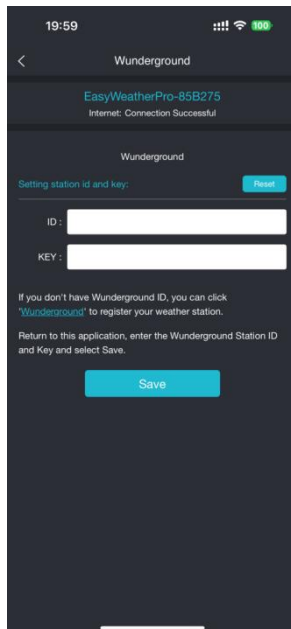 19:59
100
Wunderground
EasyWeatherPro-85B275
Internet: Connection Successful
Wunderground
Setting station id and key:
Reset
ID :
KEY :
If you don't have Wunderground ID, you can click
'Wunderground' to register your weather station.
Return to this application, enter the Wunderground Station ID
and Key and select Save.
Save